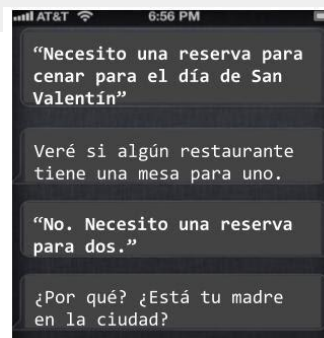 AT&T 6:56 PM
“Necesito una reserva para
cenar para el día de San
Valentín”
Veré si algún restaurante
tiene una mesa para uno.
“No. Necesito una reserva
para dos.”
¿Por qué? ¿Está tu madre
en la ciudad?